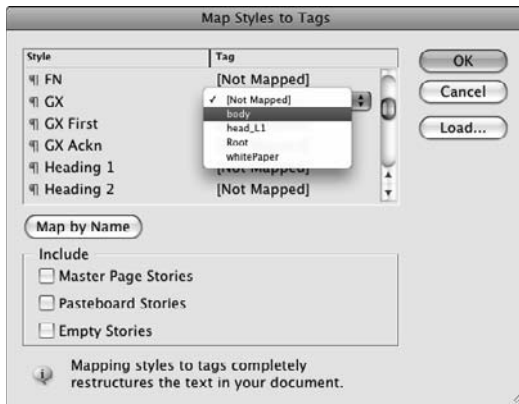 Map Styles to Tags
Style Tag
¶ FN [Not Mapped]
¶ GX ✓ [Not Mapped]
¶ GX First body
¶ GX Ackn head_L1
Root
whitePaper
¶ Heading 1 [Not Mapped]
¶ Heading 2 [Not Mapped]
OK
Cancel
Load...
Map by Name
Include
Master Page Stories
Pasteboard Stories
Empty Stories
Mapping styles to tags completely
restructures the text in your document.